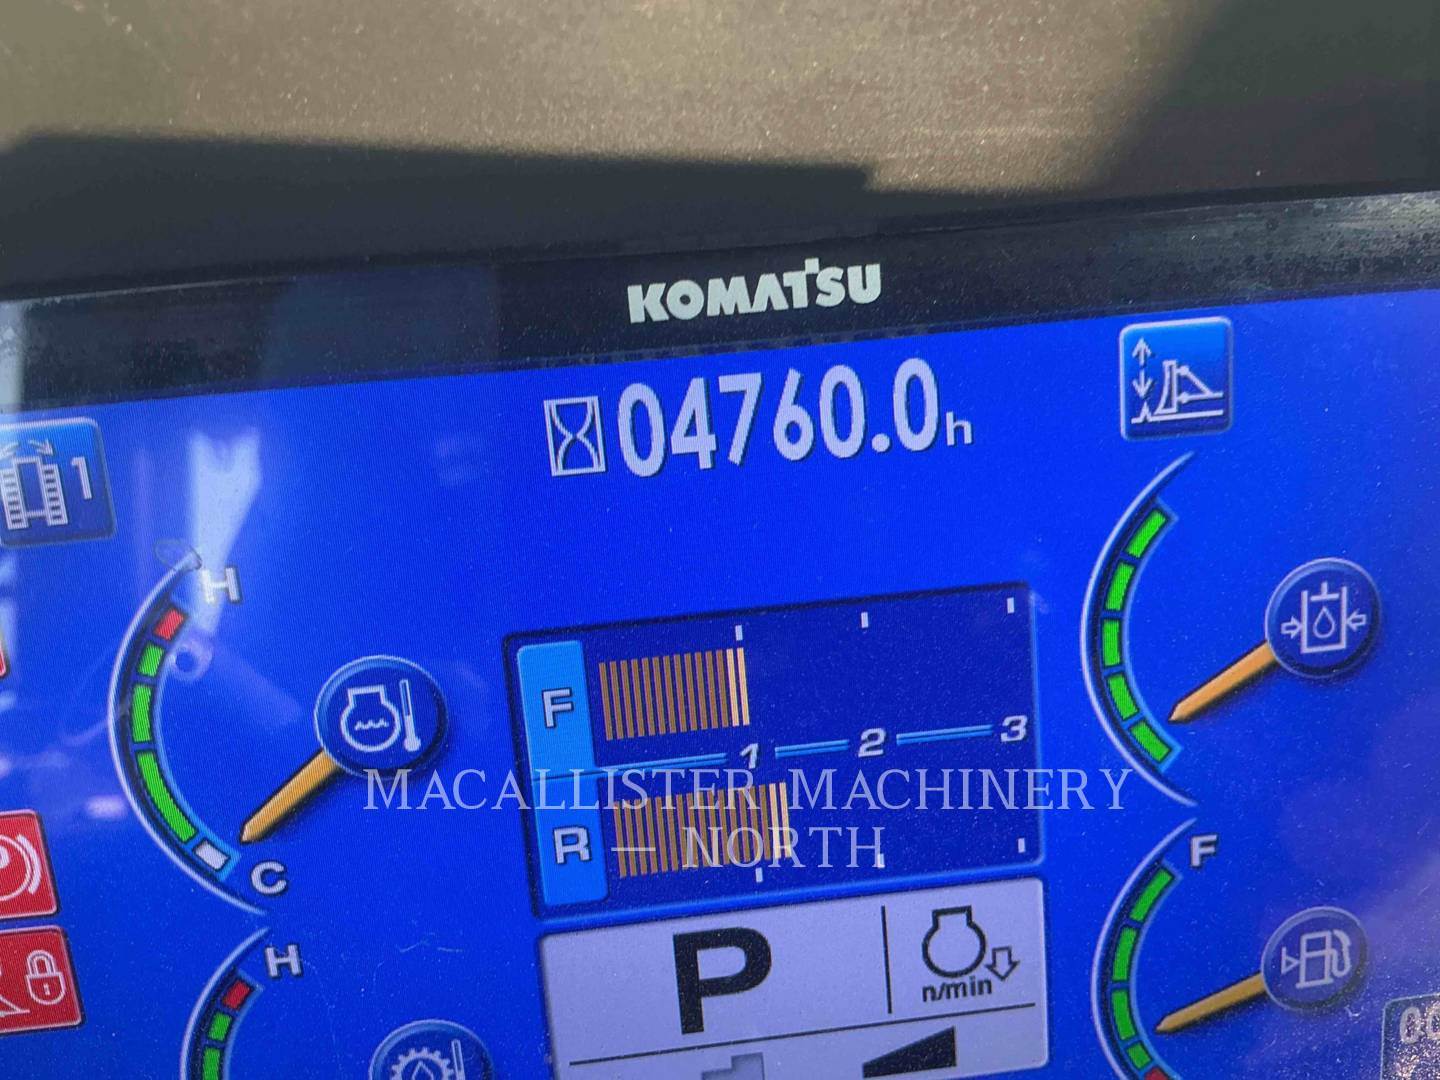 KOMATSU
04760.0h
1
H
F
1 2 3
R
C
F
H
P
n/min
MACALLISTER MACHINERY
— NORTH